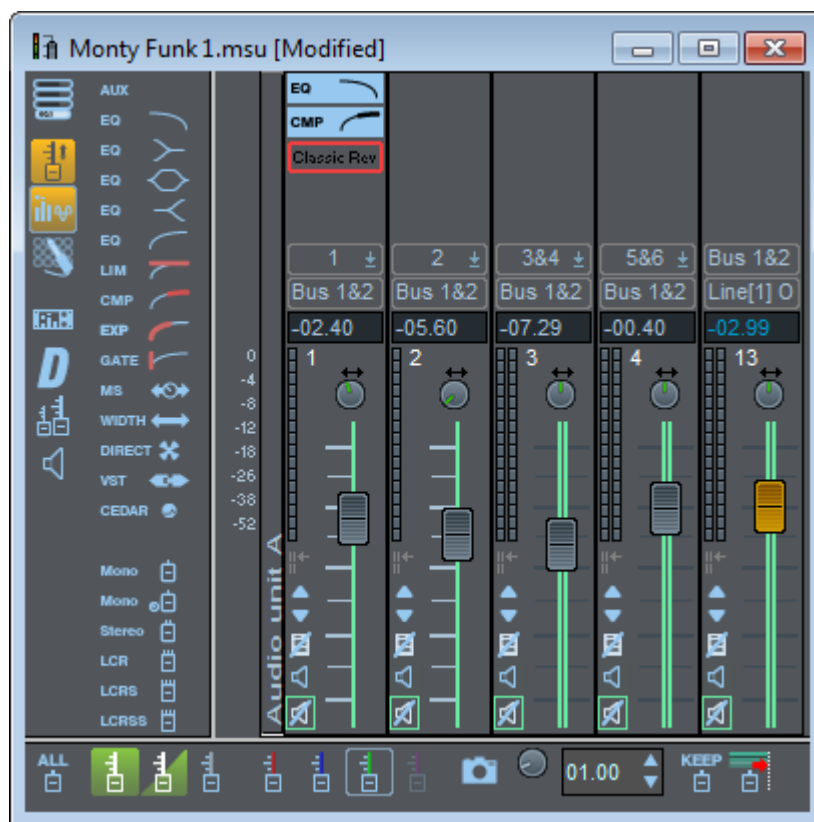 Monty Funk 1.msu [Modified]
AUX
EQ
EQ
EQ
EQ
EQ
LIM
CMP
EXP
GATE
MS
WIDTH
DIRECT
VST
CEDAR
Mono
Mono
Stereo
LCR
LCRS
LCRSS
D
0
-4
-8
-12
-18
-26
-38
-52
Audio unit A
EQ
CMP
Classic Rev
1 2 3&4 5&6 Bus 1&2
Bus 1&2 Bus 1&2 Bus 1&2 Bus 1&2 Line[1] O
-02.40 -05.60 -07.29 -00.40 -02.99
1 2 3 4 13
ALL
01.00
KEEP